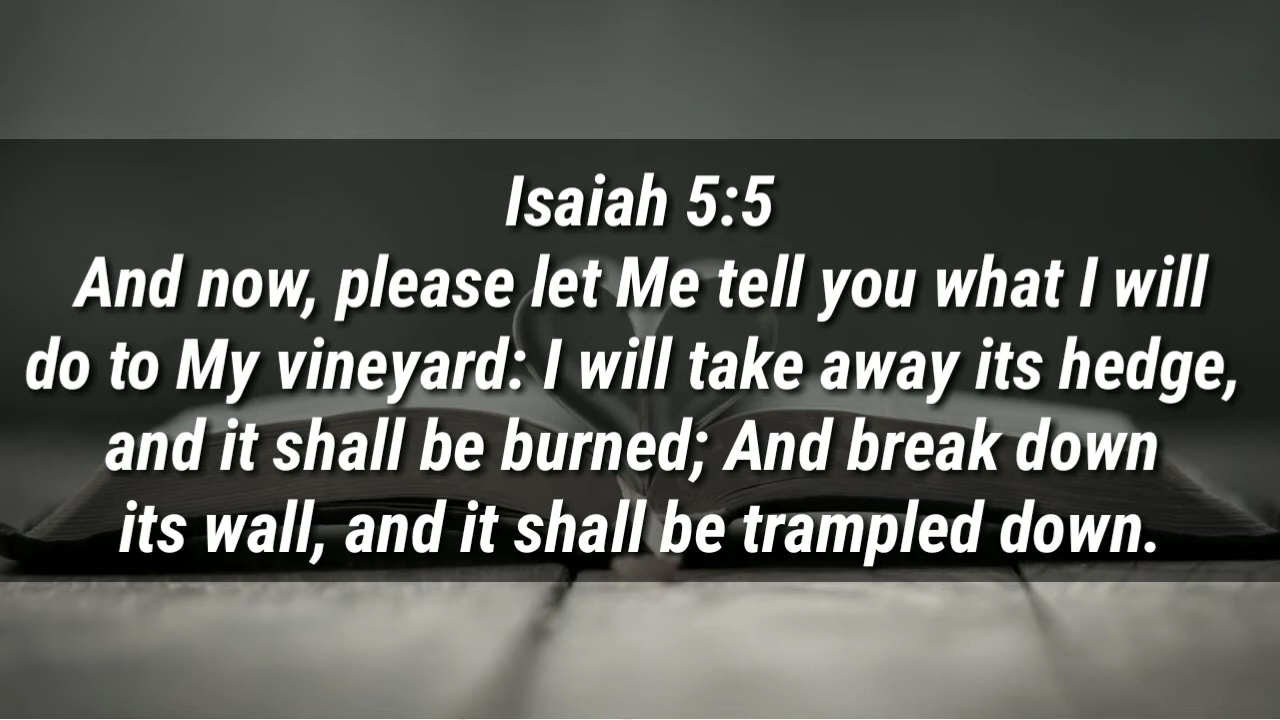 Isaiah 5:5
And now, please let Me tell you what I will
do to My vineyard: I will take away its hedge,
and it shall be burned; And break down
its wall, and it shall be trampled down.